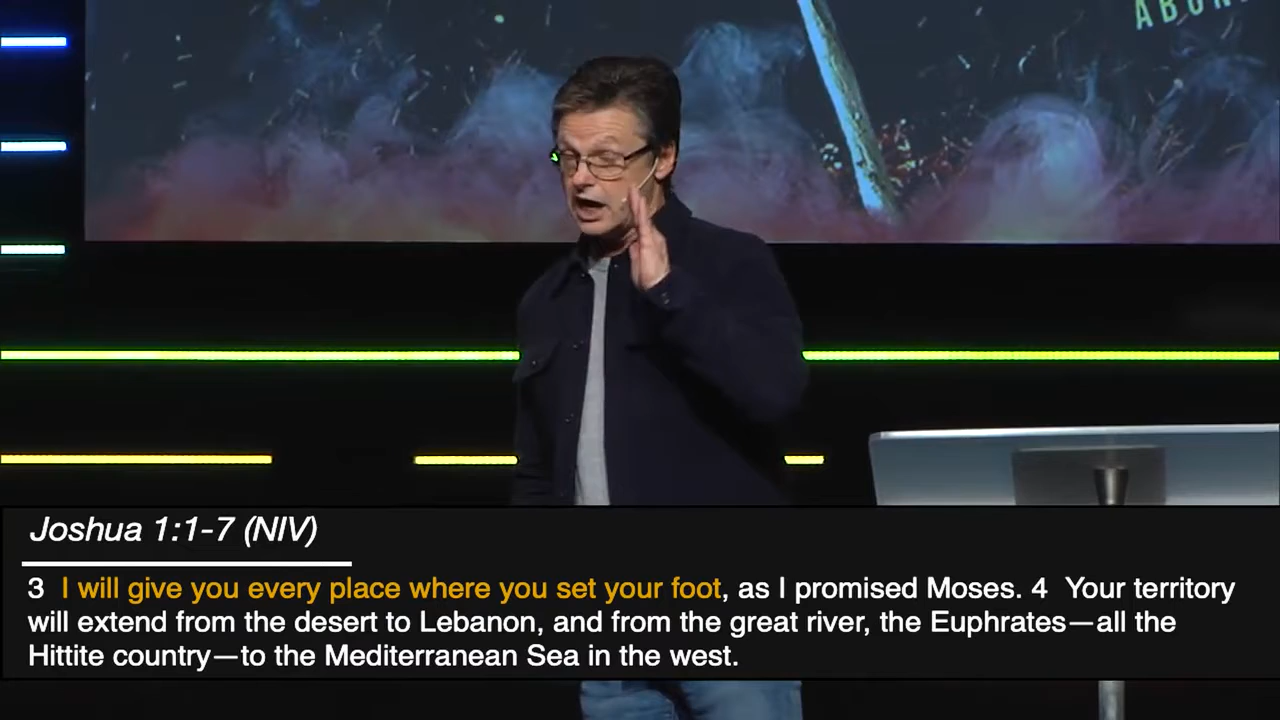 Joshua 1:1-7 (NIV)
3 I will give you every place where you set your foot, as I promised Moses. 4 Your territory
will extend from the desert to Lebanon, and from the great river, the Euphrates—all the
Hittite country—to the Mediterranean Sea in the west.